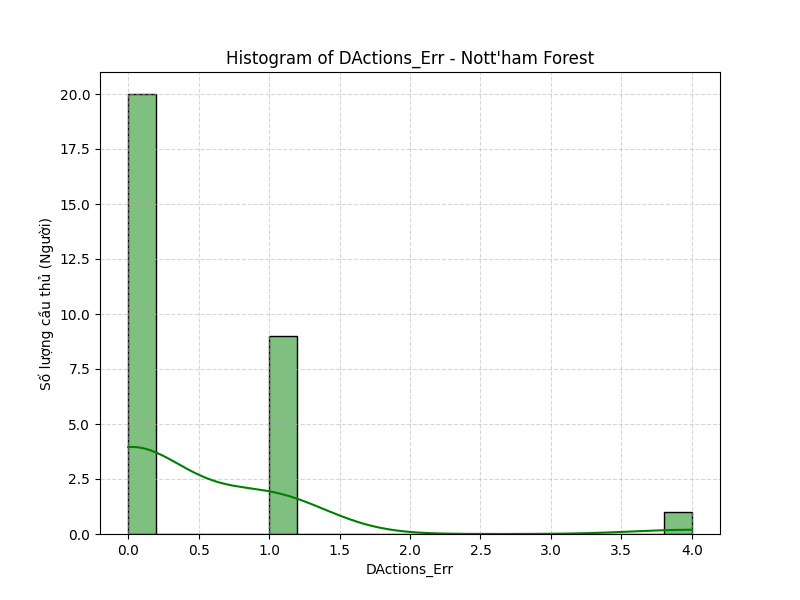 Histogram of DActions_Err - Nott'ham Forest
Số lượng cầu thủ (Người)
20.0
17.5
15.0
12.5
10.0
7.5
5.0
2.5
0.0
0.0 0.5 1.0 1.5 2.0 2.5 3.0 3.5 4.0
DActions_Err